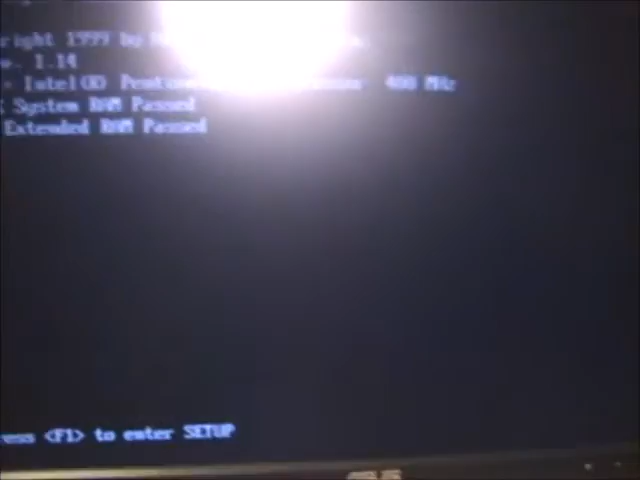 right 1999 by
v. 1.14
- Intel(R) Pentium 400 MHz
System RAM Passed
Extended RAM Passed
ress <F1> to enter SETUP